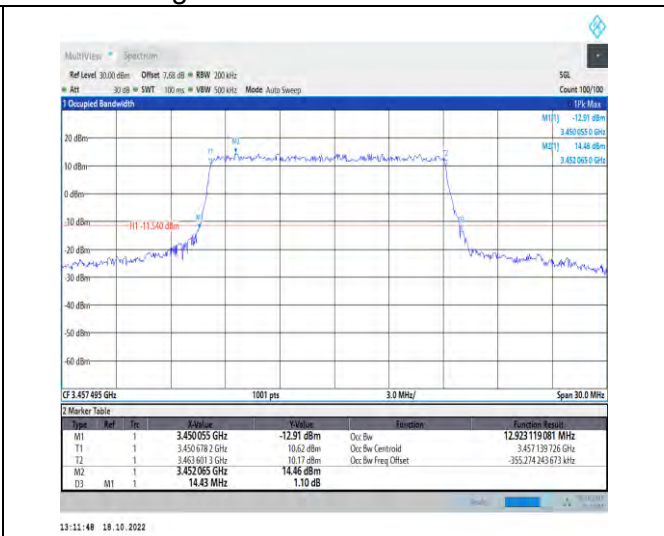 MultiView Spectrum
Ref Level 30.00 dBm Offset 7.68 dB RBW 200 kHz SGL
Att 30 dB SWT 100 ms VBW 500 kHz Mode Auto Sweep Count 100/100
1 Occupied Bandwidth 1Pk Max
M1[1] -12.91 dBm
3.450 055 0 GHz
20 dBm M2 M2[1] 14.46 dBm
T1 T2 3.452 065 0 GHz
10 dBm
0 dBm
-10 dBm H1 -11.540 dBm M1
-20 dBm
-30 dBm
-40 dBm
-50 dBm
-60 dBm
CF 3.457 495 GHz 1001 pts 3.0 MHz/ Span 30.0 MHz
2 Marker Table
Type Ref Trc X-Value Y-Value Function Function Result
M1 1 3.450 055 GHz -12.91 dBm Occ Bw 12.923 119 081 MHz
T1 1 3.450 678 2 GHz 10.62 dBm Occ Bw Centroid 3.457 139 726 GHz
T2 1 3.463 601 3 GHz 10.17 dBm Occ Bw Freq Offset -355.274 243 673 kHz
M2 1 3.452 065 GHz 14.46 dBm
D3 M1 1 14.43 MHz 1.10 dB
13:11:48 18.10.2022